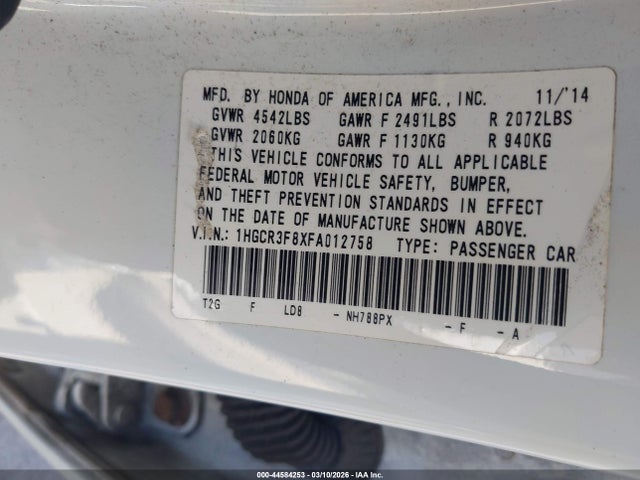 MFD. BY HONDA OF AMERICA MFG., INC. 11/'14
GVWR 4542LBS GAWR F 2491LBS R 2072LBS
GVWR 2060KG GAWR F 1130KG R 940KG
THIS VEHICLE CONFORMS TO ALL APPLICABLE
FEDERAL MOTOR VEHICLE SAFETY, BUMPER,
AND THEFT PREVENTION STANDARDS IN EFFECT
ON THE DATE OF MANUFACTURE SHOWN ABOVE.
V.I.N.: 1HGCR3F8XFA012758 TYPE: PASSENGER CAR
T2G F LD8 - NH788PX -F -A
000-44584253 - 03/10/2026 - IAA Inc.